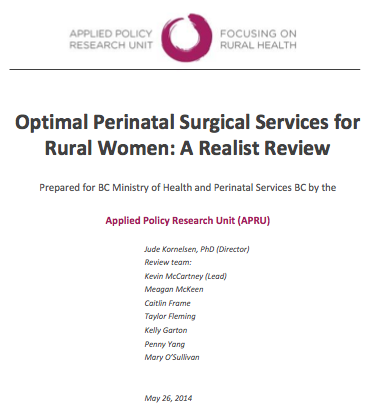 APPLIED POLICY
RESEARCH UNIT
FOCUSING ON
RURAL HEALTH
Optimal Perinatal Surgical Services for
Rural Women: A Realist Review
Prepared for BC Ministry of Health and Perinatal Services BC by the
Applied Policy Research Unit (APRU)
Jude Kornelsen, PhD (Director)
Review team:
Kevin McCartney (Lead)
Meagan McKeen
Caitlin Frame
Taylor Fleming
Kelly Garton
Penny Yang
Mary O'Sullivan
May 26, 2014